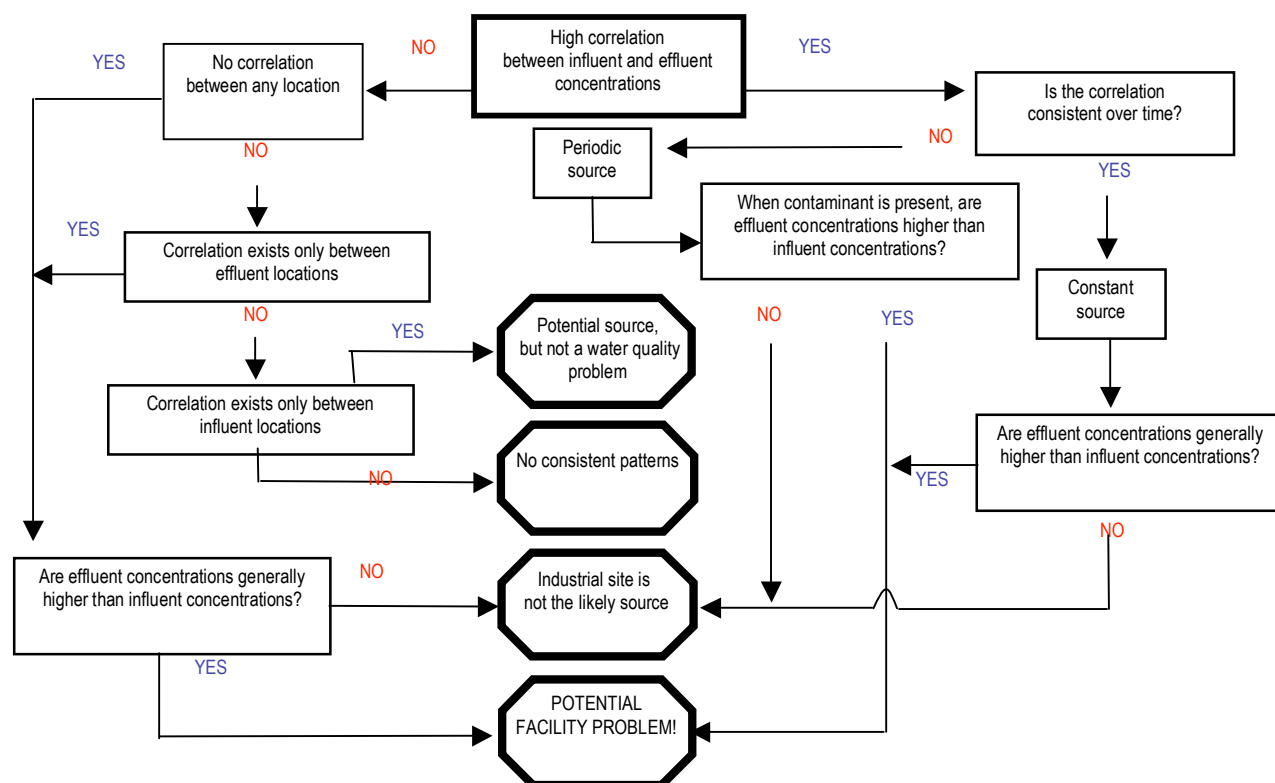 High correlation
between influent and effluent
concentrations
NO
YES
No correlation
between any location
YES
NO
Is the correlation
consistent over time?
NO
YES
Periodic
source
When contaminant is present, are
effluent concentrations higher than
influent concentrations?
YES
Correlation exists only between
effluent locations
NO
Constant
source
NO
YES
YES
Potential source,
but not a water quality
problem
Correlation exists only between
influent locations
NO
No consistent patterns
Are effluent concentrations generally
higher than influent concentrations?
YES
NO
Are effluent concentrations generally
higher than influent concentrations?
NO
YES
Industrial site is
not the likely source
POTENTIAL
FACILITY PROBLEM!